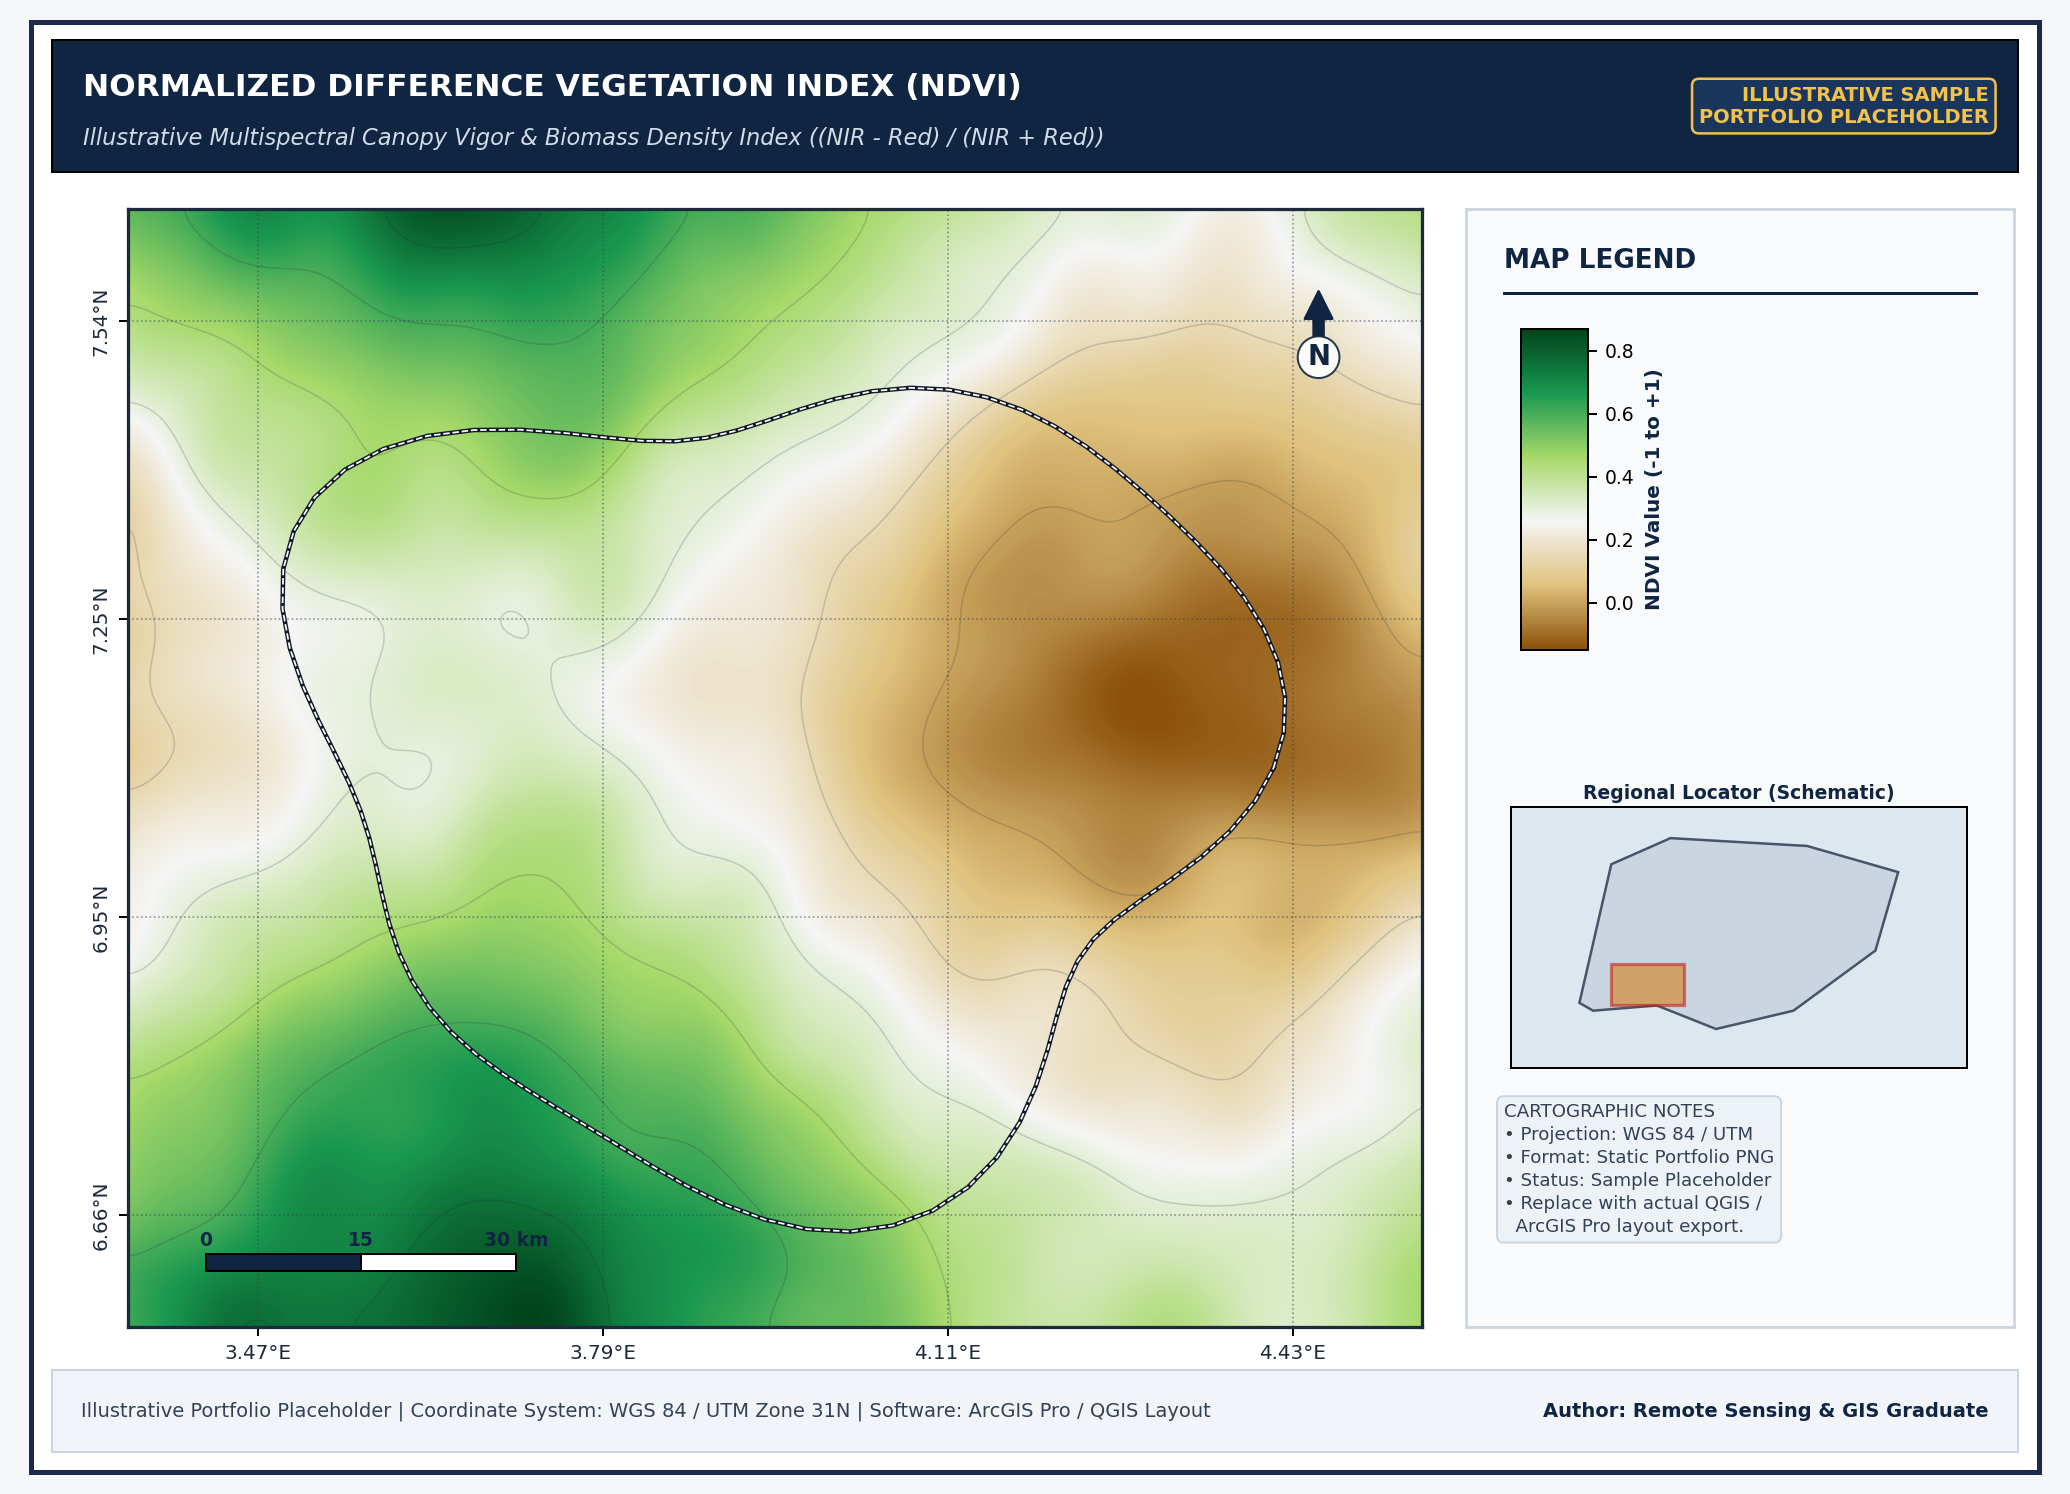 NORMALIZED DIFFERENCE VEGETATION INDEX (NDVI)
Illustrative Multispectral Canopy Vigor & Biomass Density Index ((NIR - Red) / (NIR + Red))
ILLUSTRATIVE SAMPLE
PORTFOLIO PLACEHOLDER
7.54°N
7.25°N
6.95°N
6.66°N
N
0 15 30 km
3.47°E 3.79°E 4.11°E 4.43°E
MAP LEGEND
0.8
0.6
0.4
0.2
0.0
NDVI Value (-1 to +1)
Regional Locator (Schematic)
CARTOGRAPHIC NOTES
• Projection: WGS 84 / UTM
• Format: Static Portfolio PNG
• Status: Sample Placeholder
• Replace with actual QGIS /
ArcGIS Pro layout export.
Illustrative Portfolio Placeholder | Coordinate System: WGS 84 / UTM Zone 31N | Software: ArcGIS Pro / QGIS Layout
Author: Remote Sensing & GIS Graduate